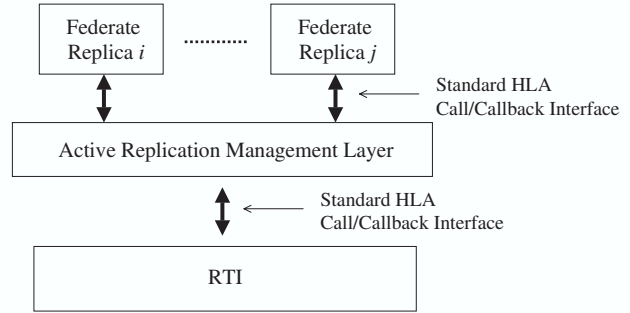 Federate
Replica i
Federate
Replica j
Standard HLA
Call/Callback Interface
Active Replication Management Layer
Standard HLA
Call/Callback Interface
RTI